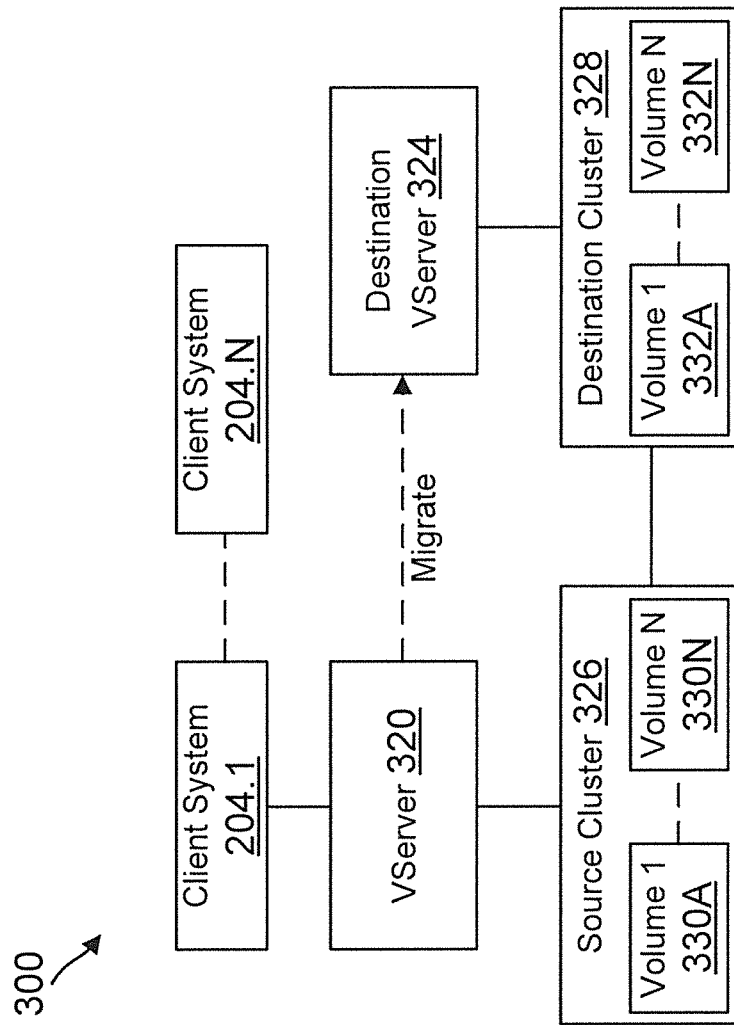 300
Client System
204.1
Client System
204.N
VServer 320
Migrate
Destination
VServer 324
Source Cluster 326
Volume 1
330A
Volume N
330N
Destination Cluster 328
Volume 1
332A
Volume N
332N